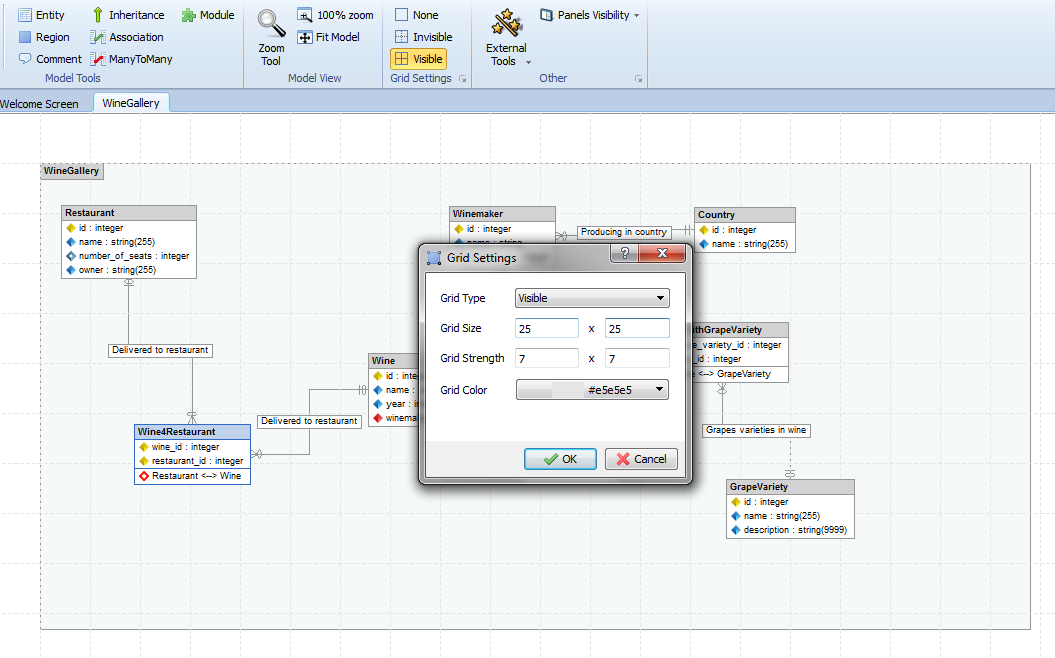 Entity
Inheritance
Module
Region
Association
Comment
ManyToMany
Model Tools
Zoom
Tool
100% zoom
Fit Model
Model View
None
Invisible
Visible
Grid Settings
External
Tools
Panels Visibility
Other
Welcome Screen
WineGallery
WineGallery
Restaurant
id : integer
name : string(255)
number_of_seats : integer
owner : string(255)
Winemaker
id : integer
name : string
Producing in country
Country
id : integer
name : string(255)
Grid Settings
?
Grid Type
Visible
Grid Size
25 x 25
Grid Strength
7 x 7
Grid Color
#e5e5e5
OK
Cancel
Delivered to restaurant
Wine
id : inte
name :
year : i
winema
ithGrapeVariety
e_variety_id : integer
_id : integer
<--> GrapeVariety
Delivered to restaurant
Wine4Restaurant
wine_id : integer
restaurant_id : integer
Restaurant <--> Wine
Grapes varieties in wine
GrapeVariety
id : integer
name : string(255)
description : string(9999)